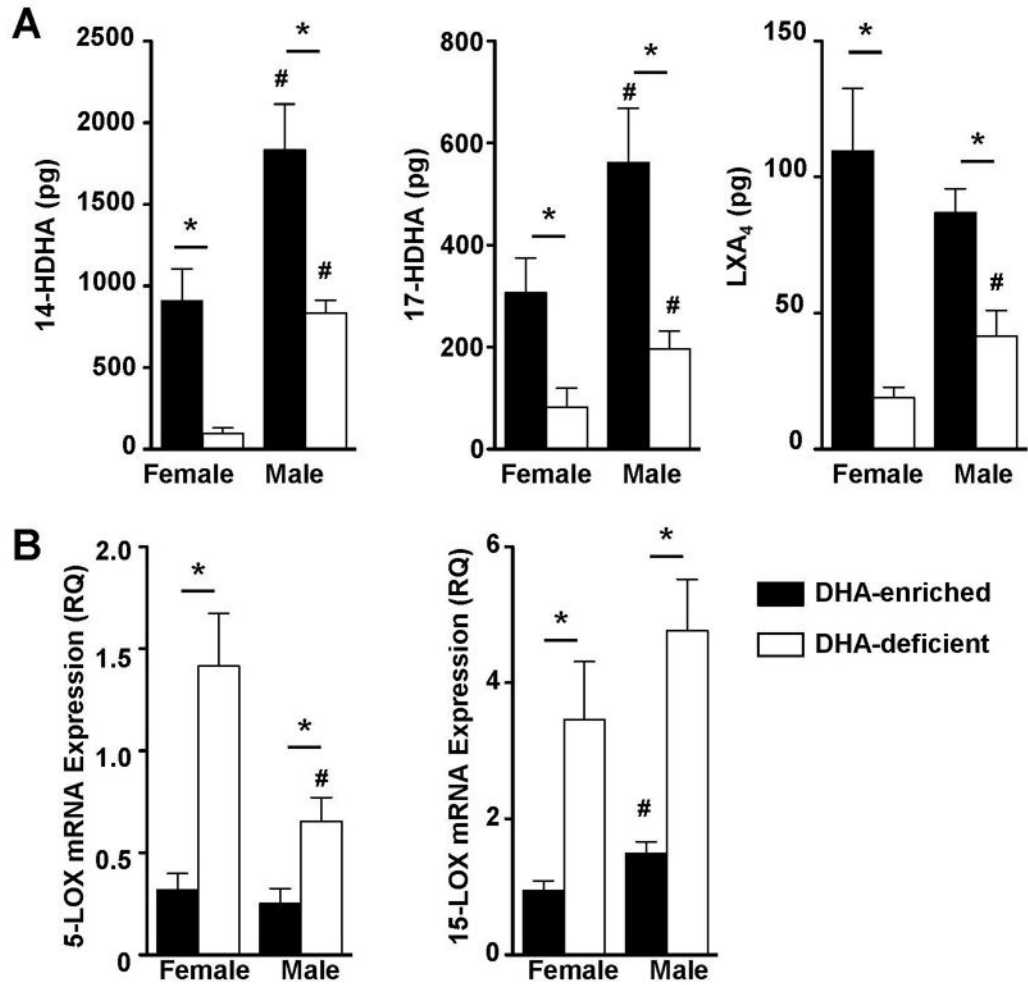 A
14-HDHA (pg)
2500
2000
1500
1000
500
0
*
*
#
#
Female Male
17-HDHA (pg)
800
600
400
200
0
*
*
#
#
Female Male
LXA4 (pg)
150
100
50
0
*
*
#
Female Male
B
5-LOX mRNA Expression (RQ)
2.0
1.5
1.0
0.5
0
*
*
#
Female Male
15-LOX mRNA Expression (RQ)
6
4
2
0
*
*
#
Female Male
DHA-enriched
DHA-deficient